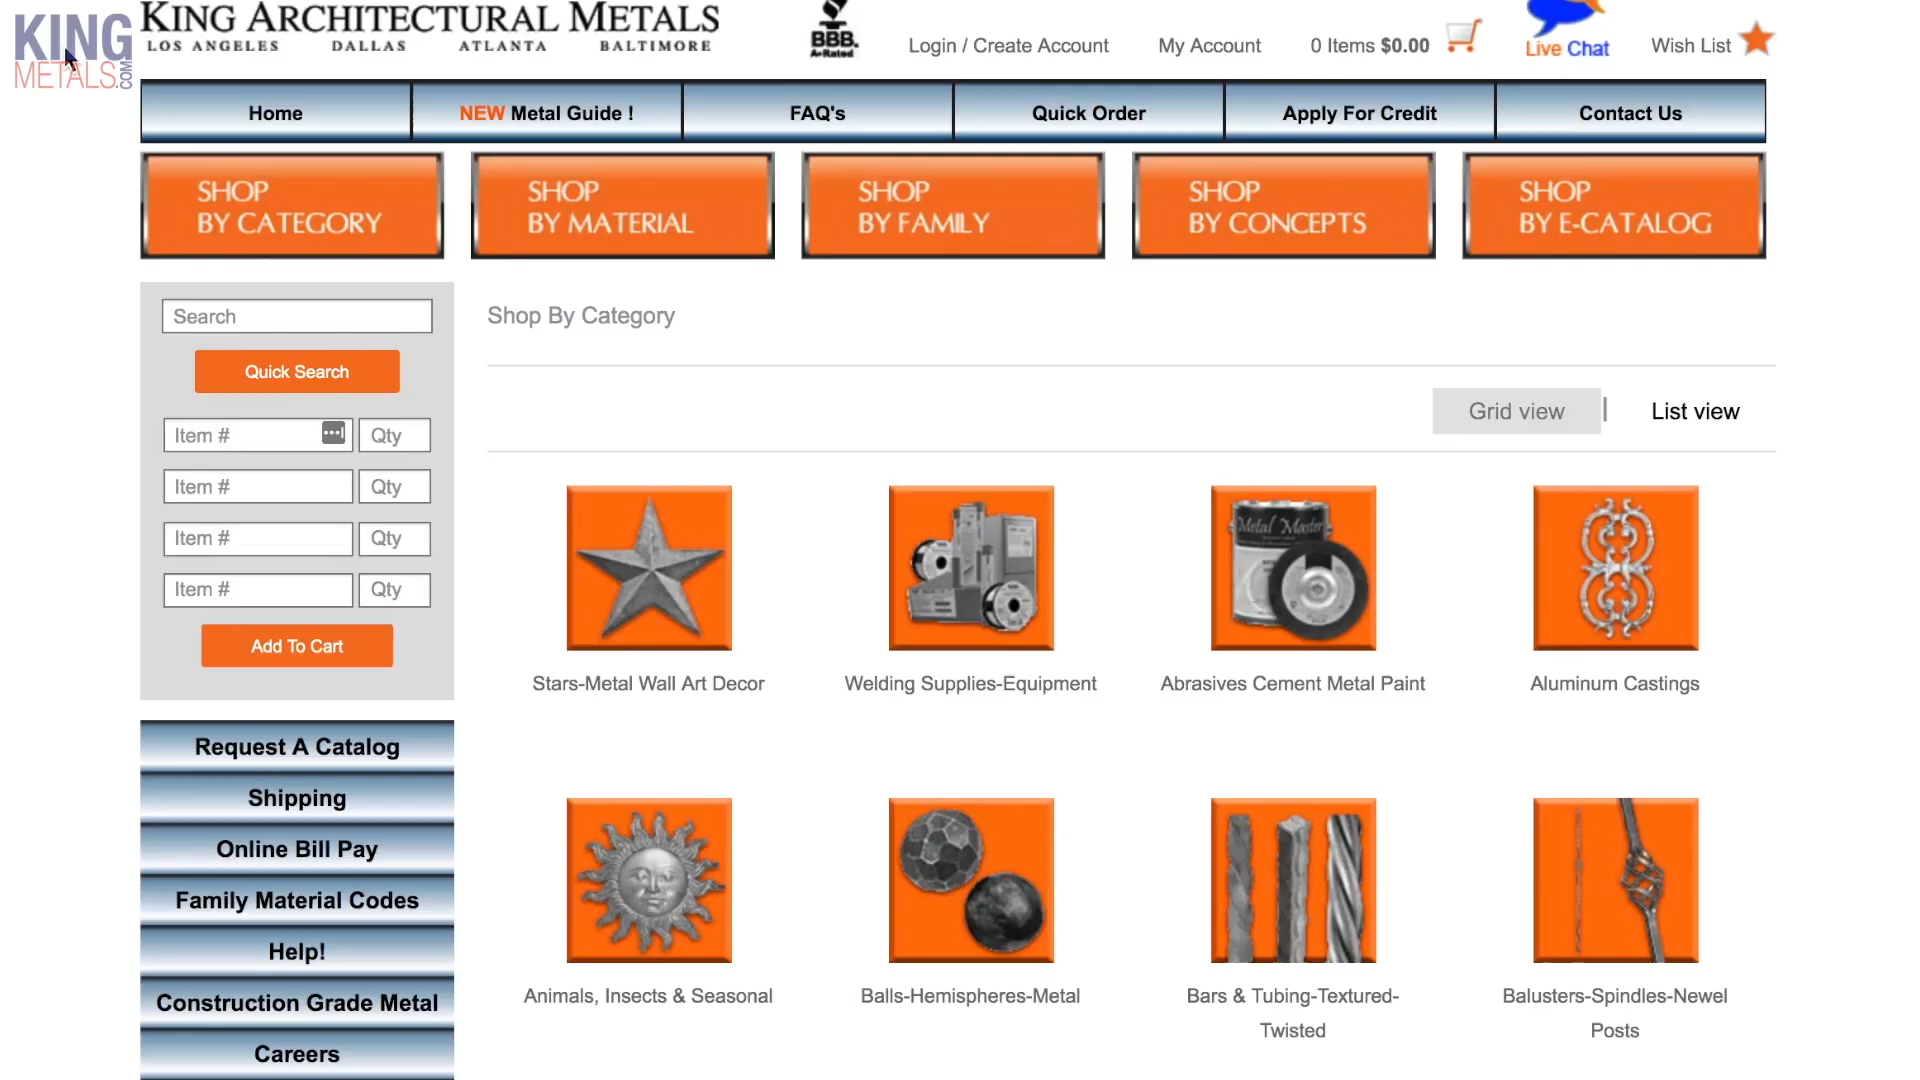 KING
METALS.COM
KING ARCHITECTURAL METALS
LOS ANGELES DALLAS ATLANTA BALTIMORE
BBB.
A+Rated
Login / Create Account
My Account
0 Items $0.00
Live Chat
Wish List
Home
NEW Metal Guide !
FAQ's
Quick Order
Apply For Credit
Contact Us
SHOP
BY CATEGORY
SHOP
BY MATERIAL
SHOP
BY FAMILY
SHOP
BY CONCEPTS
SHOP
BY E-CATALOG
Search
Quick Search
Item # Qty
Item # Qty
Item # Qty
Item # Qty
Add To Cart
Request A Catalog
Shipping
Online Bill Pay
Family Material Codes
Help!
Construction Grade Metal
Careers
Shop By Category
Grid view
List view
Stars-Metal Wall Art Decor
Welding Supplies-Equipment
Metal Master
Abrasives Cement Metal Paint
Aluminum Castings
Animals, Insects & Seasonal
Balls-Hemispheres-Metal
Bars & Tubing-Textured-
Twisted
Balusters-Spindles-Newel
Posts